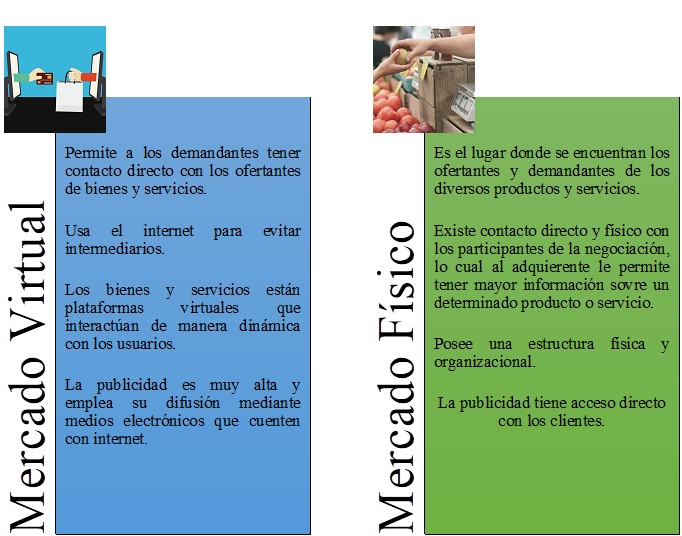 Mercado Virtual
Permite a los demandantes tener
contacto directo con los ofertantes
de bienes y servicios.
Usa el internet para evitar
intermediarios.
Los bienes y servicios están
plataformas virtuales que
interactúan de manera dinámica
con los usuarios.
La publicidad es muy alta y
emplea su difusión mediante
medios electrónicos que cuenten
con internet.
Mercado Físico
Es el lugar donde se encuentran los
ofertantes y demandantes de los
diversos productos y servicios.
Existe contacto directo y físico con
los participantes de la negociación,
lo cual al adquierente le permite
tener mayor información sovre un
determinado producto o servicio.
Posee una estructura física y
organizacional.
La publicidad tiene acceso directo
con los clientes.